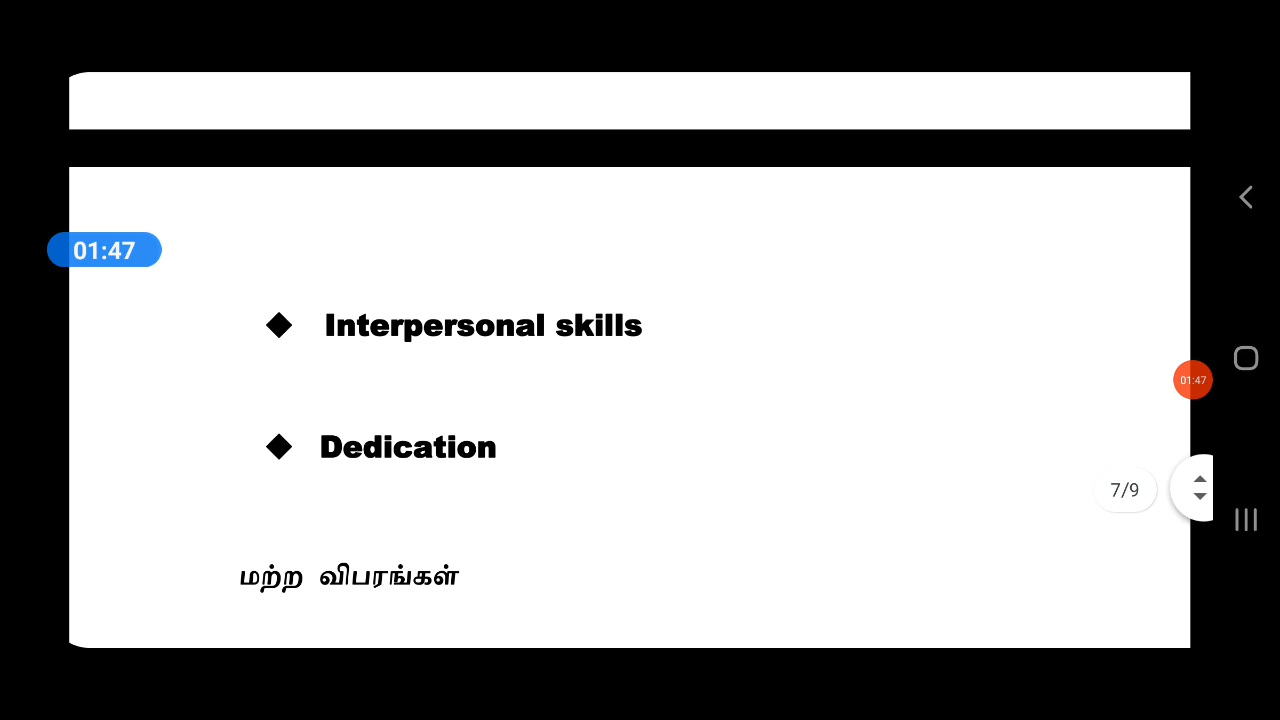 01:47
◆ Interpersonal skills
01:47
◆ Dedication
7/9
மற்ற விபரங்கள்